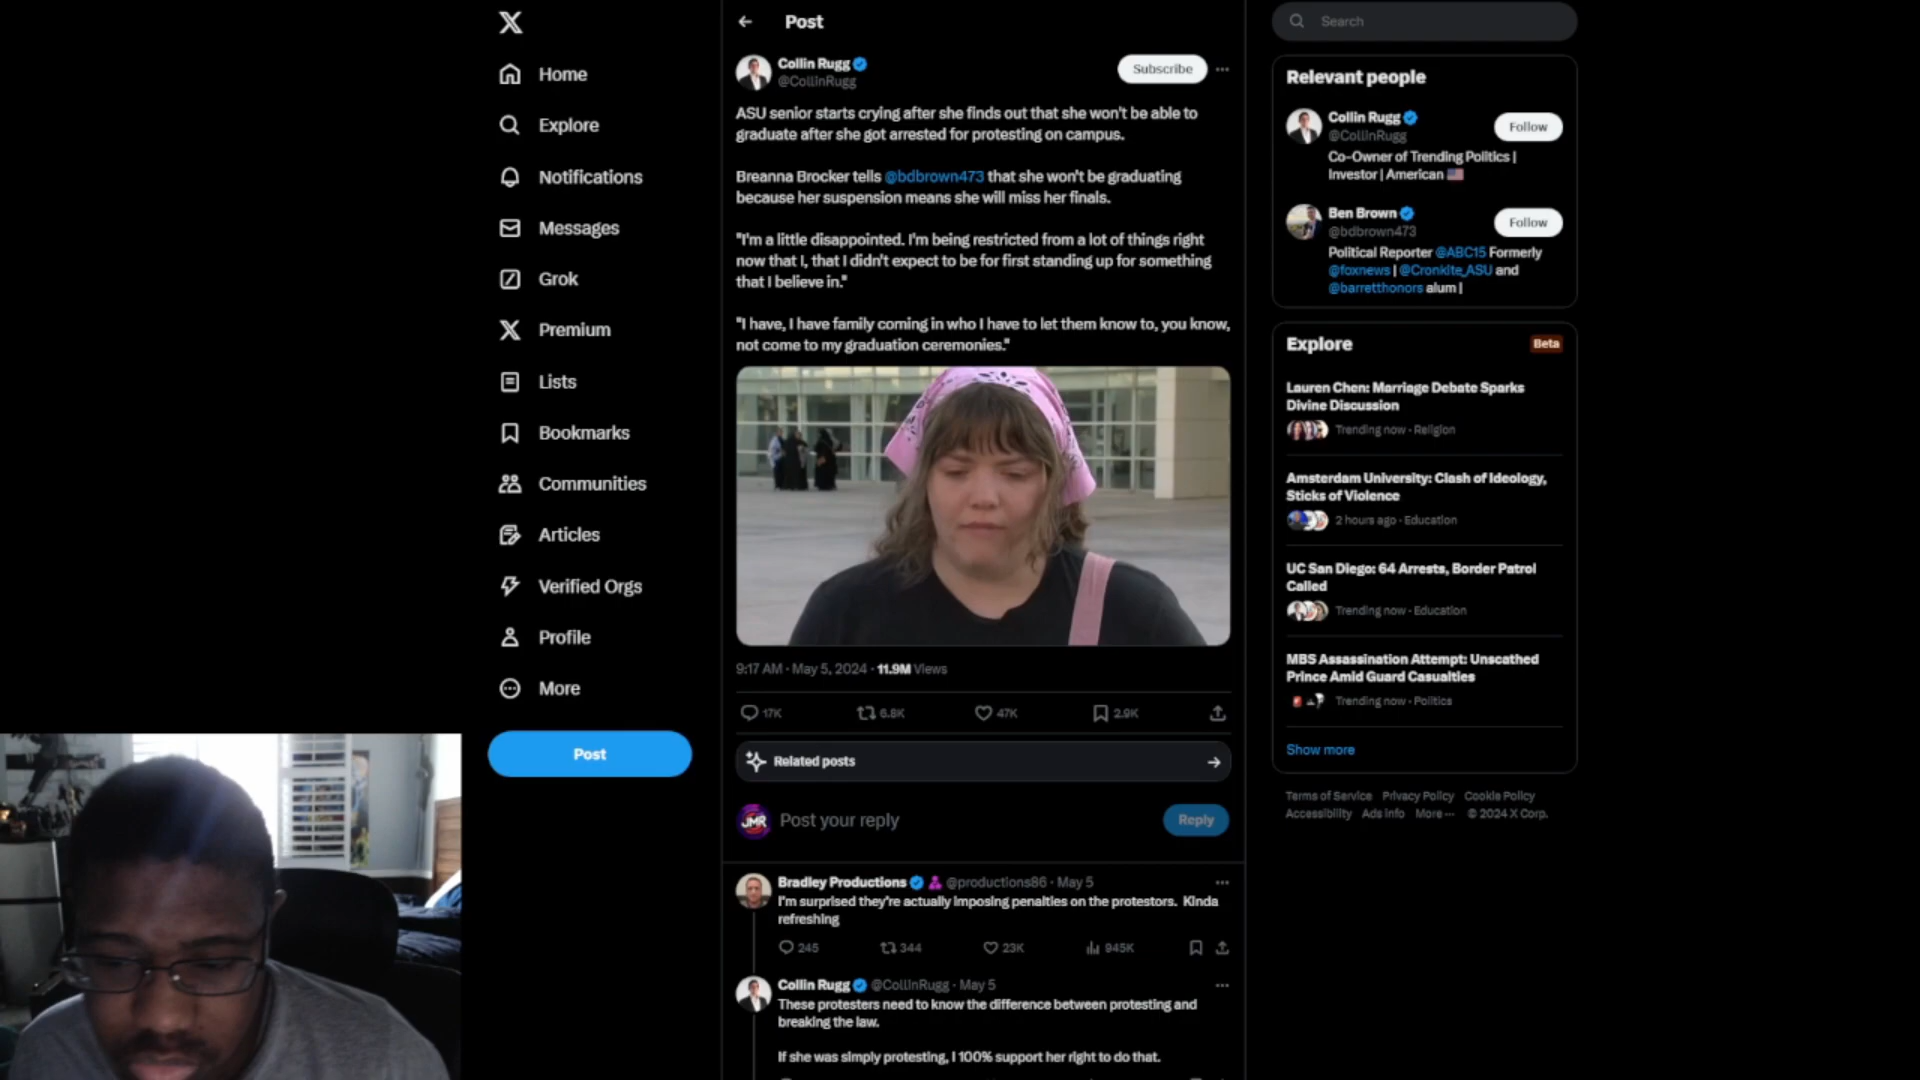 Home
Explore
Notifications
Messages
Grok
Premium
Lists
Bookmarks
Communities
Articles
Verified Orgs
Profile
More
Post
Post
Collin Rugg
@CollinRugg
Subscribe
ASU senior starts crying after she finds out that she won't be able to
graduate after she got arrested for protesting on campus.
Breanna Brocker tells @bdbrown473 that she won't be graduating
because her suspension means she will miss her finals.
"I'm a little disappointed. I'm being restricted from a lot of things right
now that I, that I didn't expect to be for first standing up for something
that I believe in."
"I have, I have family coming in who I have to let them know to, you know,
not come to my graduation ceremonies."
9:17 AM · May 5, 2024 · 11.9M Views
17K 6.8K 47K 2.9K
Related posts
JMR
Post your reply
Reply
Bradley Productions @productions86 · May 5
I'm surprised they're actually imposing penalties on the protestors. Kinda
refreshing
245 344 23K 945K
Collin Rugg @CollinRugg · May 5
These protesters need to know the difference between protesting and
breaking the law.
If she was simply protesting, I 100% support her right to do that.
Search
Relevant people
Collin Rugg
@CollinRugg
Follow
Co-Owner of Trending Politics |
Investor | American
Ben Brown
@bdbrown473
Follow
Political Reporter @ABC15 Formerly
@foxnews | @Cronkite_ASU and
@barretthonors alum |
Explore
Beta
Lauren Chen: Marriage Debate Sparks
Divine Discussion
Trending now · Religion
Amsterdam University: Clash of Ideology,
Sticks of Violence
2 hours ago · Education
UC San Diego: 64 Arrests, Border Patrol
Called
Trending now · Education
MBS Assassination Attempt: Unscathed
Prince Amid Guard Casualties
Trending now · Politics
Show more
Terms of Service Privacy Policy Cookie Policy
Accessibility Ads info More ··· © 2024 X Corp.